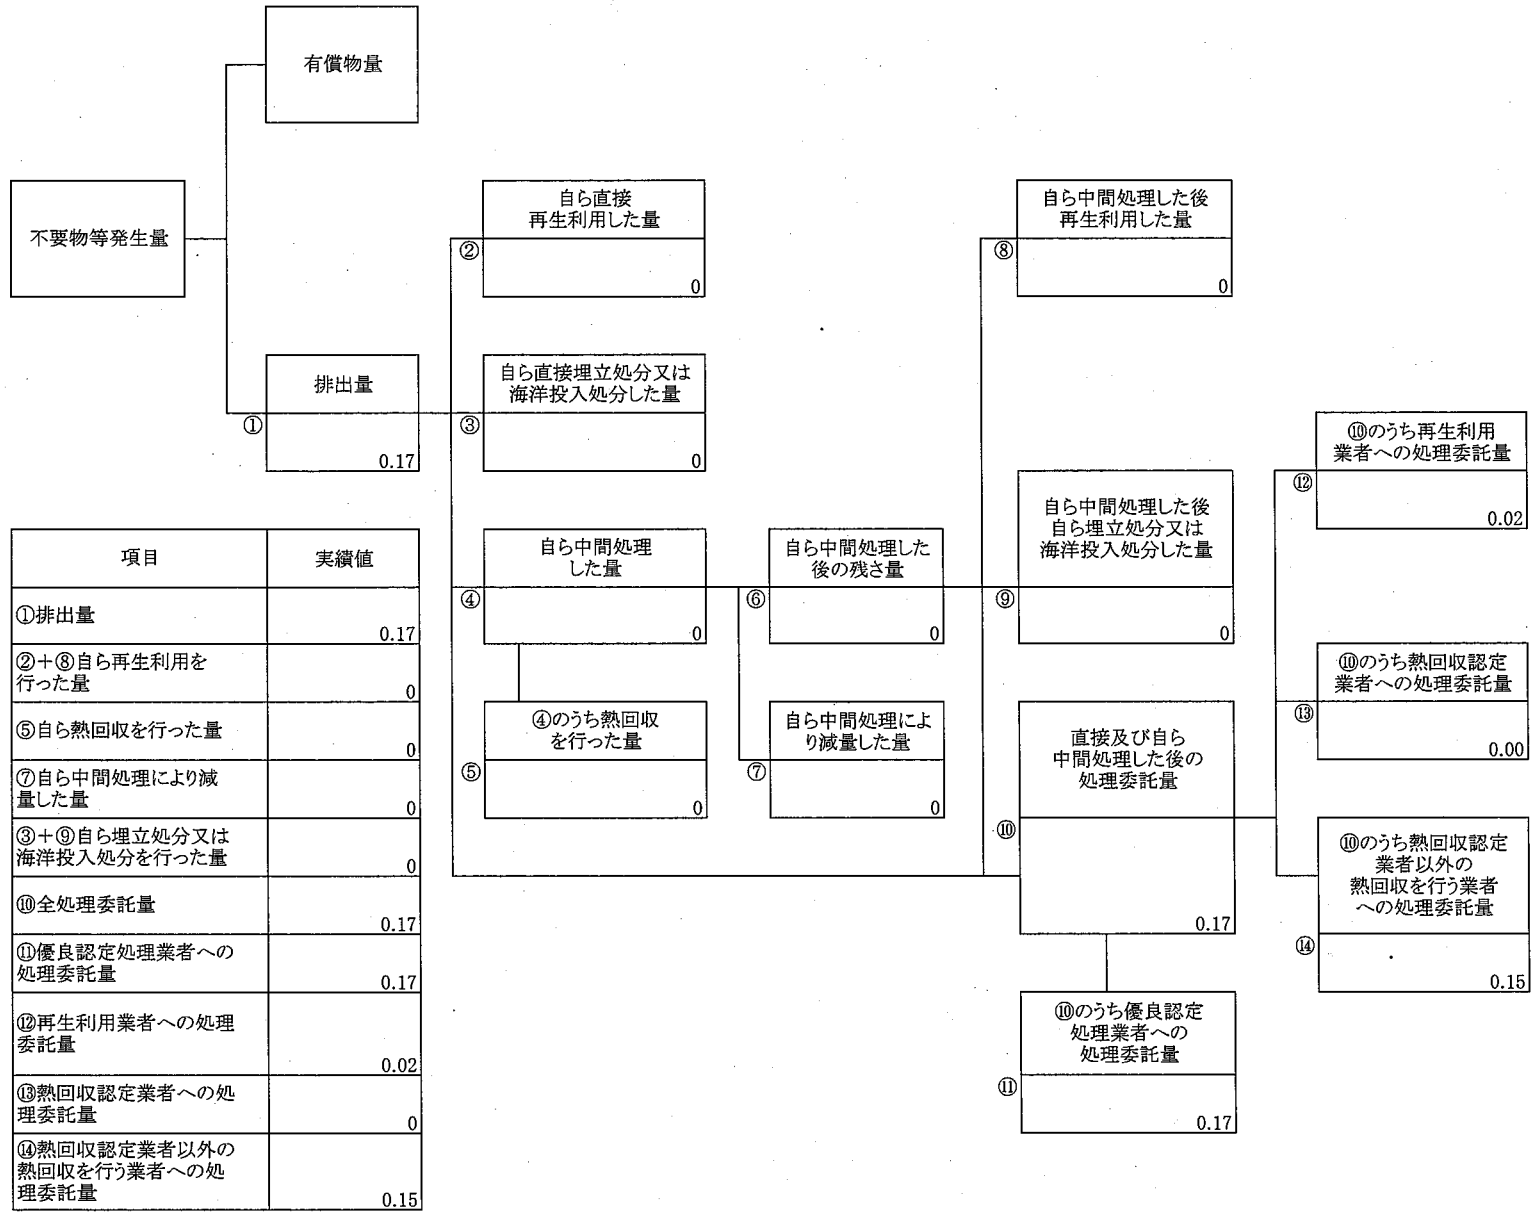 有償物量
不要物等発生量
排出量
①
0.17
自ら直接
再生利用した量
②
0
自ら直接埋立処分又は
海洋投入処分した量
③
0
自ら中間処理
した量
④
0
④のうち熱回収
を行った量
⑤
0
自ら中間処理した
後の残さ量
⑥
0
自ら中間処理によ
り減量した量
⑦
0
自ら中間処理した後
再生利用した量
⑧
0
自ら中間処理した後
自ら埋立処分又は
海洋投入処分した量
⑨
0
直接及び自ら
中間処理した後の
処理委託量
⑩
0.17
⑩のうち優良認定
処理業者への
処理委託量
⑪
0.17
⑩のうち再生利用
業者への処理委託量
⑫
0.02
⑩のうち熱回収認定
業者への処理委託量
⑬
0.00
⑩のうち熱回収認定
業者以外の
熱回収を行う業者
への処理委託量
⑭
0.15
項目 実績値
①排出量
0.17
②＋⑧自ら再生利用を
行った量
0
⑤自ら熱回収を行った量
0
⑦自ら中間処理により減
量した量
0
③＋⑨自ら埋立処分又は
海洋投入処分を行った量
0
⑩全処理委託量
0.17
⑪優良認定処理業者への
処理委託量
0.17
⑫再生利用業者への処理
委託量
0.02
⑬熱回収認定業者への処
理委託量
0
⑭熱回収認定業者以外の
熱回収を行う業者への処
理委託量
0.15